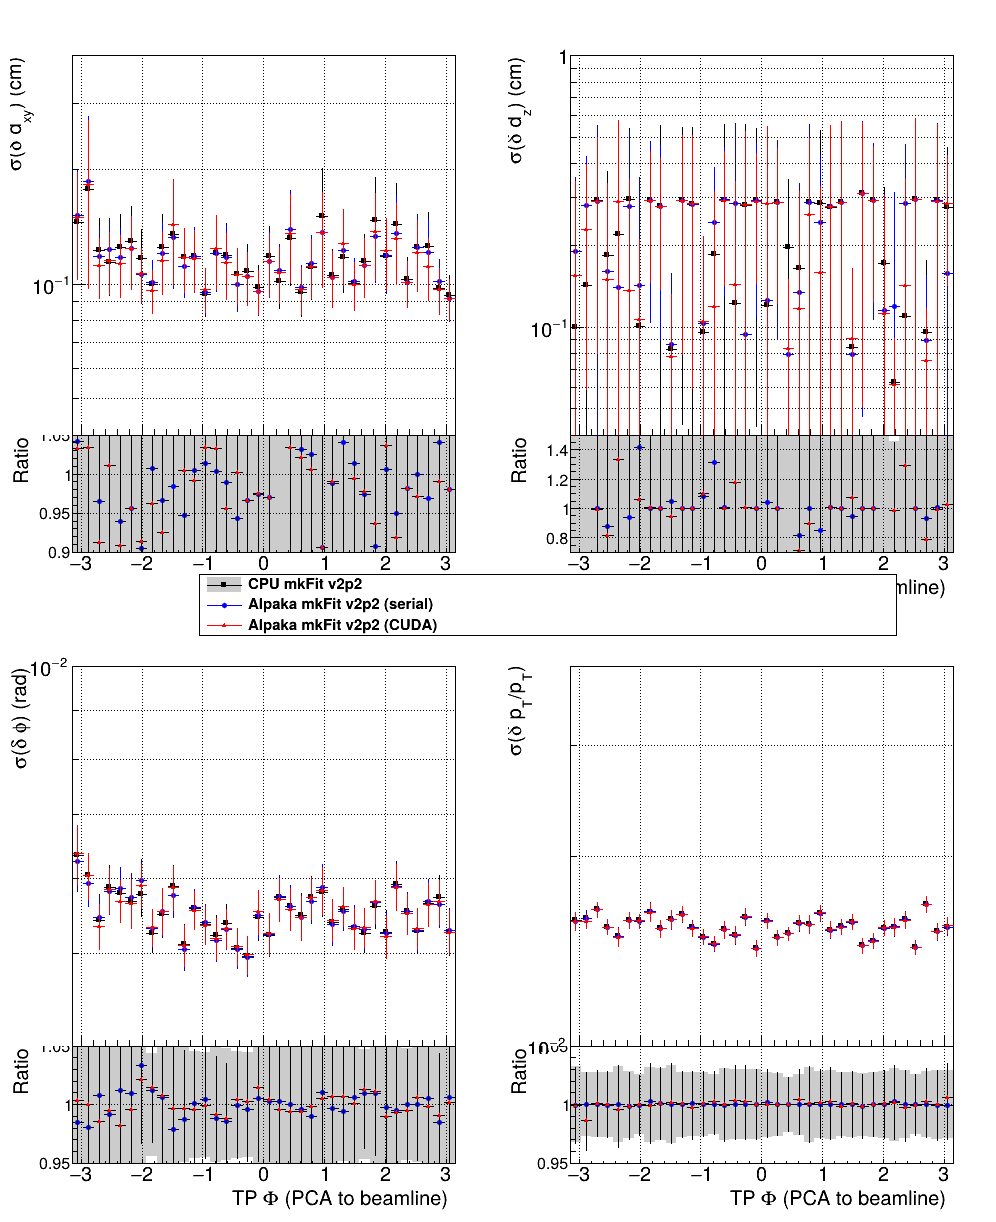 σ(δ d_xy) (cm)
10^−1
Ratio
1.05
1
0.95
0.9
−3 −2 −1 0 1 2 3
σ(δ d_z) (cm)
1
10^−1
Ratio
1.4
1.2
1
0.8
−3 −2 −1 0 1 2 3
mline)
CPU mkFit v2p2
Alpaka mkFit v2p2 (serial)
Alpaka mkFit v2p2 (CUDA)
σ(δ ϕ) (rad)
10^−2
Ratio
1.05
1
0.95
−3 −2 −1 0 1 2 3
TP Φ (PCA to beamline)
σ(δ p_T/p_T)
10^−2
Ratio
1
0.95
−3 −2 −1 0 1 2 3
TP Φ (PCA to beamline)